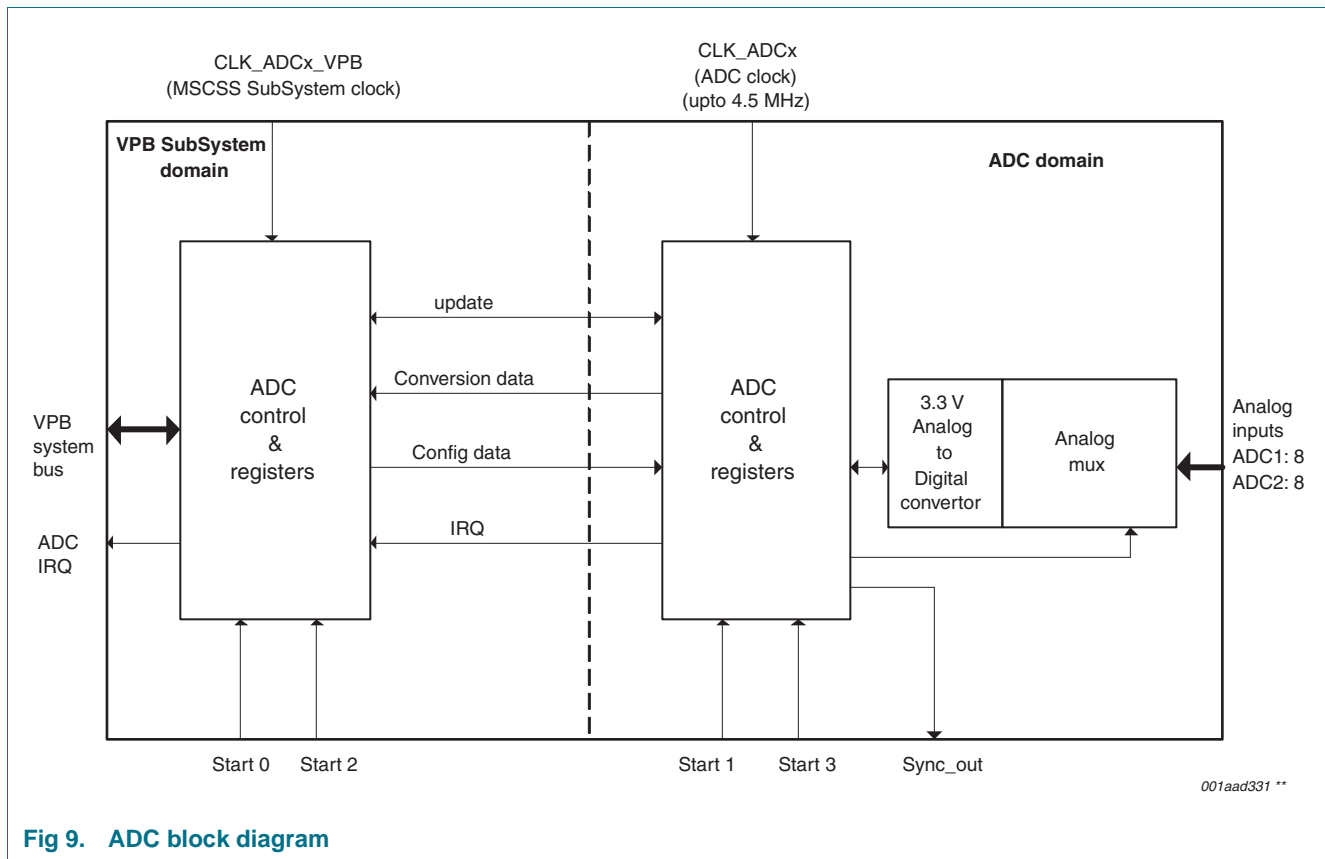 CLK_ADCx_VPB
(MSCSS SubSystem clock)
CLK_ADCx
(ADC clock)
(upto 4.5 MHz)
VPB SubSystem
domain
ADC domain
update
Conversion data
Config data
IRQ
ADC
control
&
registers
ADC
control
&
registers
3.3 V
Analog
to
Digital
convertor
Analog
mux
VPB
system
bus
ADC
IRQ
Analog
inputs
ADC1: 8
ADC2: 8
Start 0
Start 2
Start 1
Start 3
Sync_out
001aad331 **
Fig 9. ADC block diagram